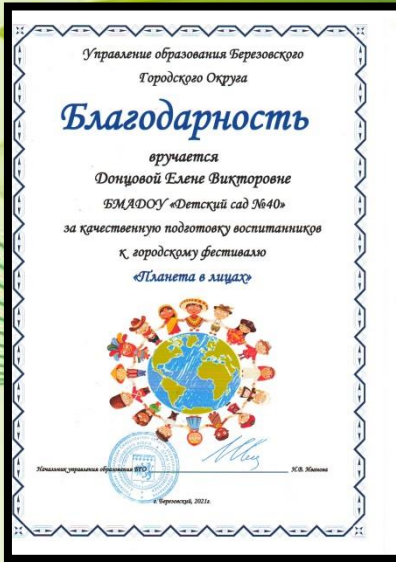 Управление образования Березовского
Городского Округа
Благодарность
вручается
Донцовой Елене Викторовне
БМАДОУ «Детский сад №40»
за качественную подготовку воспитанников
к городскому фестивалю
«Планета в лицах»
Начальник управления образования БГО Н.В. Иванова
г. Березовский, 2021г.